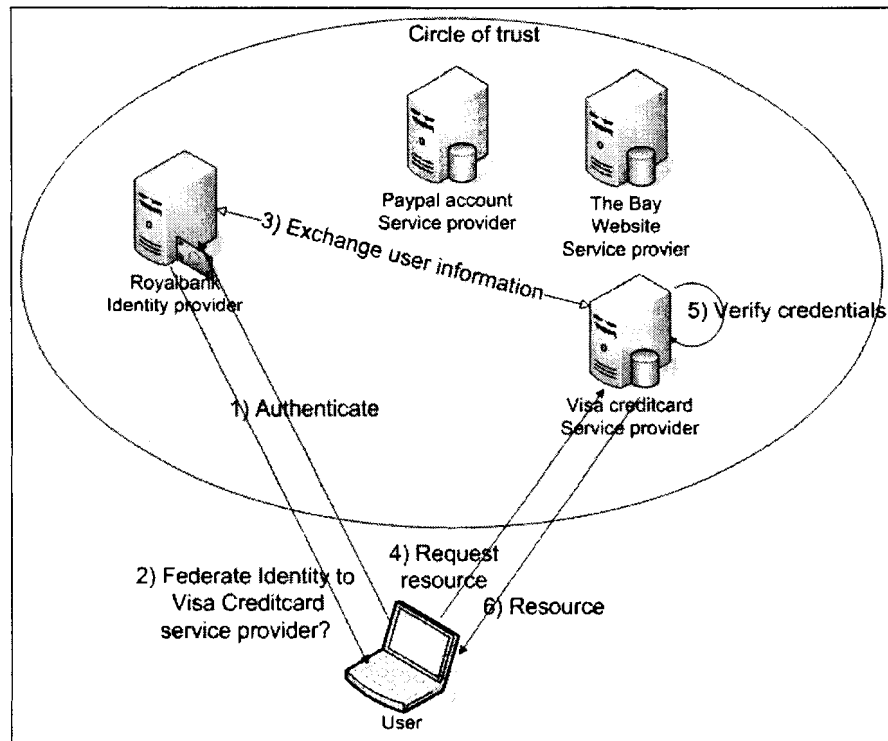 Circle of trust
Paypal account
Service provider
The Bay
Website
Service provier
Royalbank
Identity provider
3) Exchange user information
5) Verify credentials
Visa creditcard
Service provider
1) Authenticate
2) Federate Identity to
Visa Creditcard
service provider?
4) Request
resource
6) Resource
User